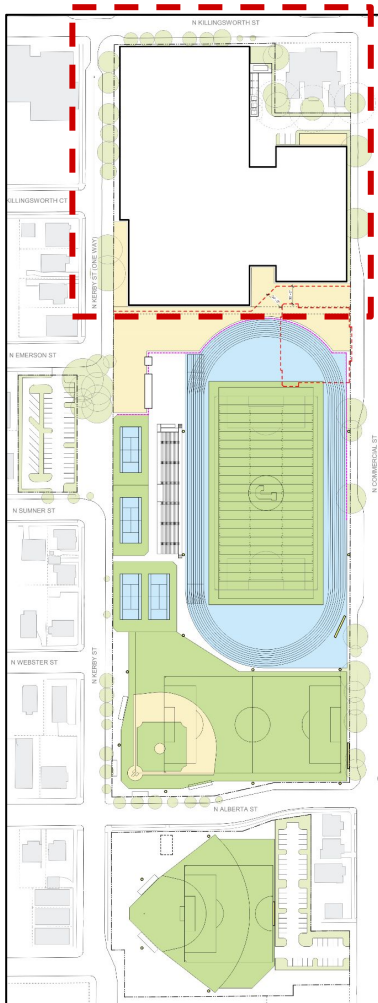 N KILLINGSWORTH ST
KILLINGSWORTH CT
N KERBY ST (ONE WAY)
N EMERSON ST
N COMMERCIAL ST
N SUMNER ST
N KERBY ST
N WEBSTER ST
N ALBERTA ST